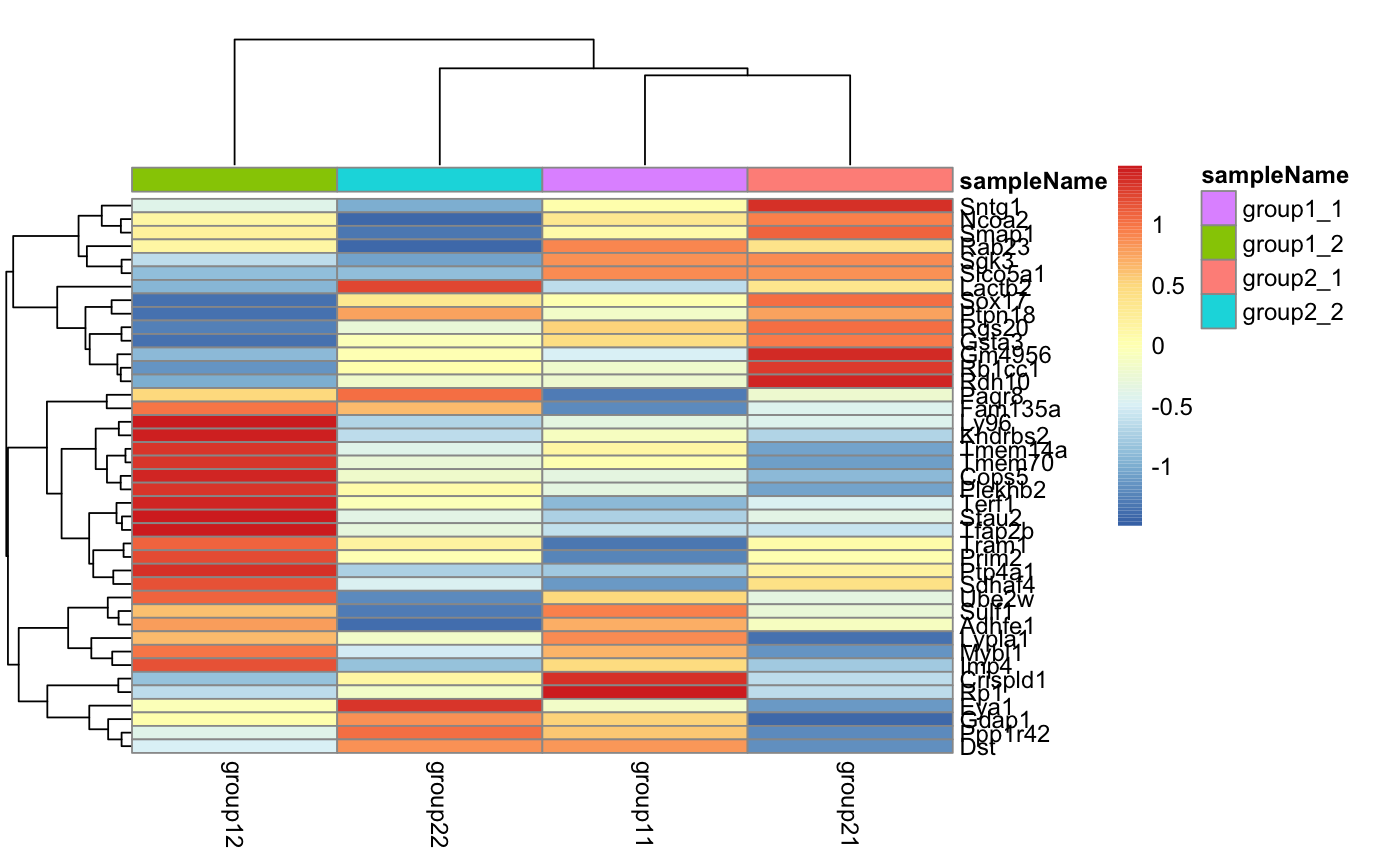 sampleName
Sntg1
Ncoa2
Smap1
Rab23
Sgk3
Slco5a1
Lactb2
Sox17
Ptpn18
Rgs20
Gsta3
Gm4956
Rb1cc1
Rdh10
Paqr8
Fam135a
Ly96
Khdrbs2
Tmem14a
Tmem70
Cops5
Plekhb2
Terf1
Stau2
Tfap2b
Tram1
Prim2
Ptp4a1
Sdhaf4
Ube2w
Sulf1
Adhfe1
Lypla1
Mybl1
Imp4
Crispld1
Rp1
Eya1
Gdap1
Ppp1r42
Dst
group12
group22
group11
group21
1
0.5
0
-0.5
-1
sampleName
group1_1
group1_2
group2_1
group2_2